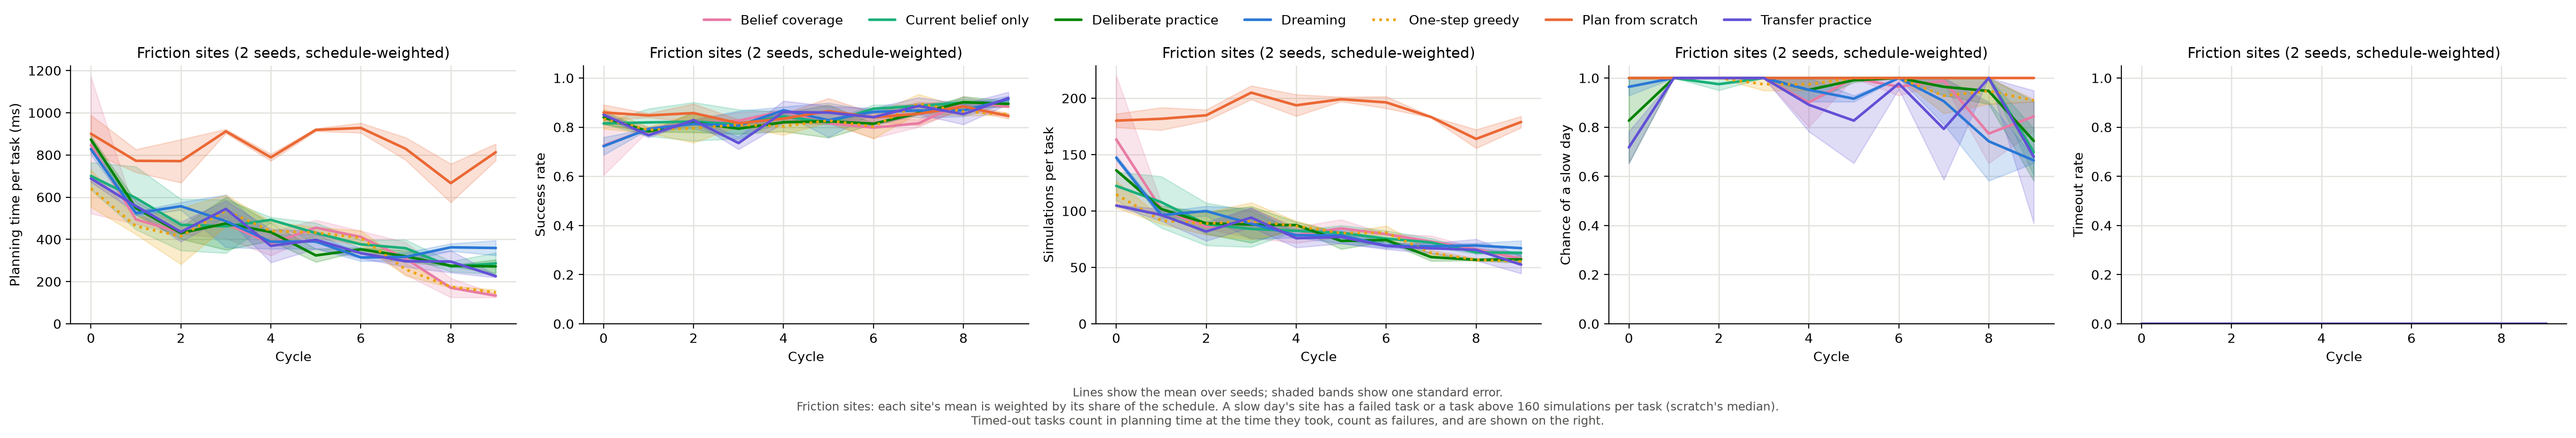 Belief coverage  Current belief only  Deliberate practice  Dreaming  One-step greedy  Plan from scratch  Transfer practice
Friction sites (2 seeds, schedule-weighted)
Planning time per task (ms)
1200
1000
800
600
400
200
0
0 2 4 6 8
Cycle
Friction sites (2 seeds, schedule-weighted)
Success rate
1.0
0.8
0.6
0.4
0.2
0.0
0 2 4 6 8
Cycle
Friction sites (2 seeds, schedule-weighted)
Simulations per task
200
150
100
50
0
0 2 4 6 8
Cycle
Friction sites (2 seeds, schedule-weighted)
Chance of a slow day
1.0
0.8
0.6
0.4
0.2
0.0
0 2 4 6 8
Cycle
Friction sites (2 seeds, schedule-weighted)
Timeout rate
1.0
0.8
0.6
0.4
0.2
0.0
0 2 4 6 8
Cycle
Lines show the mean over seeds; shaded bands show one standard error.
Friction sites: each site's mean is weighted by its share of the schedule. A slow day's site has a failed task or a task above 160 simulations per task (scratch's median).
Timed-out tasks count in planning time at the time they took, count as failures, and are shown on the right.